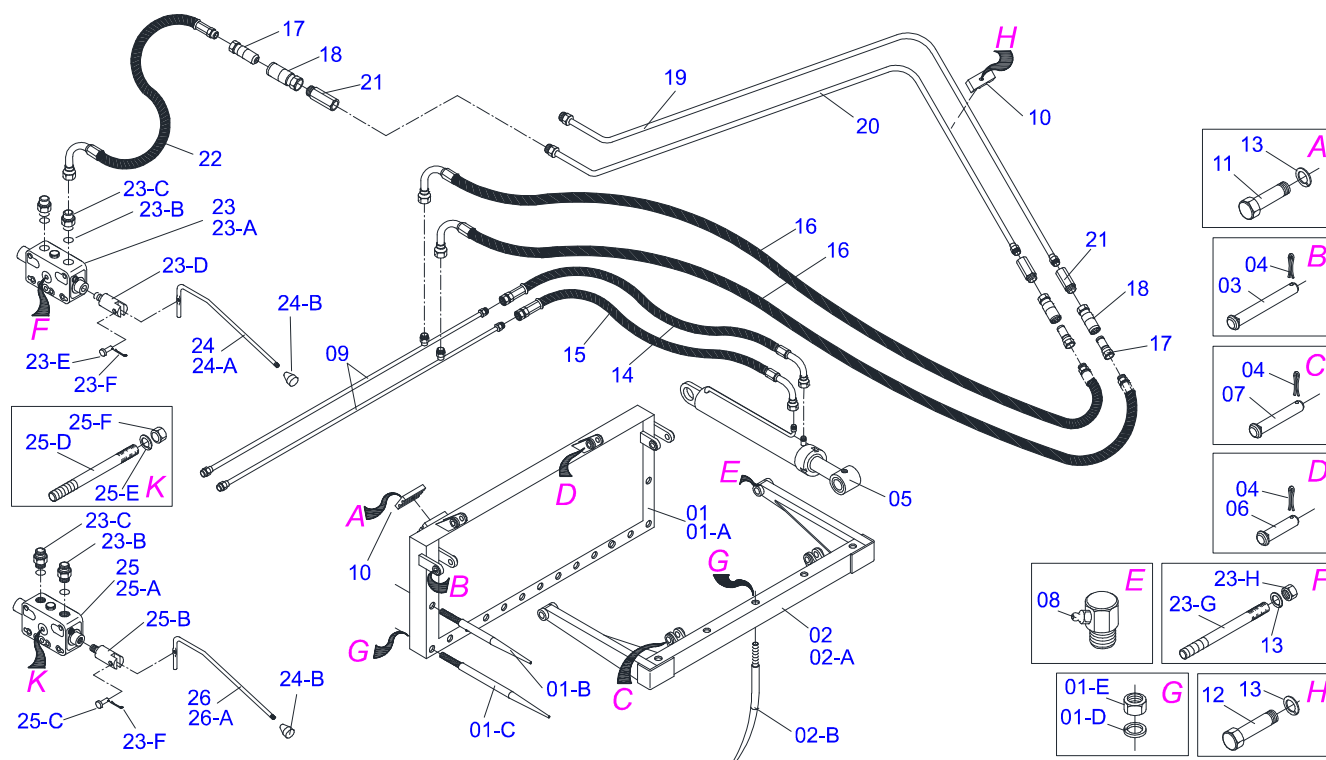 17
18
21
22
23-C
23-B
23
23-A
23-D
F
23-E
23-F
24
24-A
24-B
19
20
H
10
16
16
21
18
17
09
15
14
05
25-F
25-D
25-E
K
23-C
23-B
25
25-A
25-B
K
25-C
23-F
26
26-A
24-B
A
10
B
D
01
01-A
E
G
G
C
02
02-A
01-B
01-C
02-B
A
13
11
B
04
03
C
04
07
D
04
06
E
08
F
23-H
23-G
13
G
01-E
01-D
H
13
12